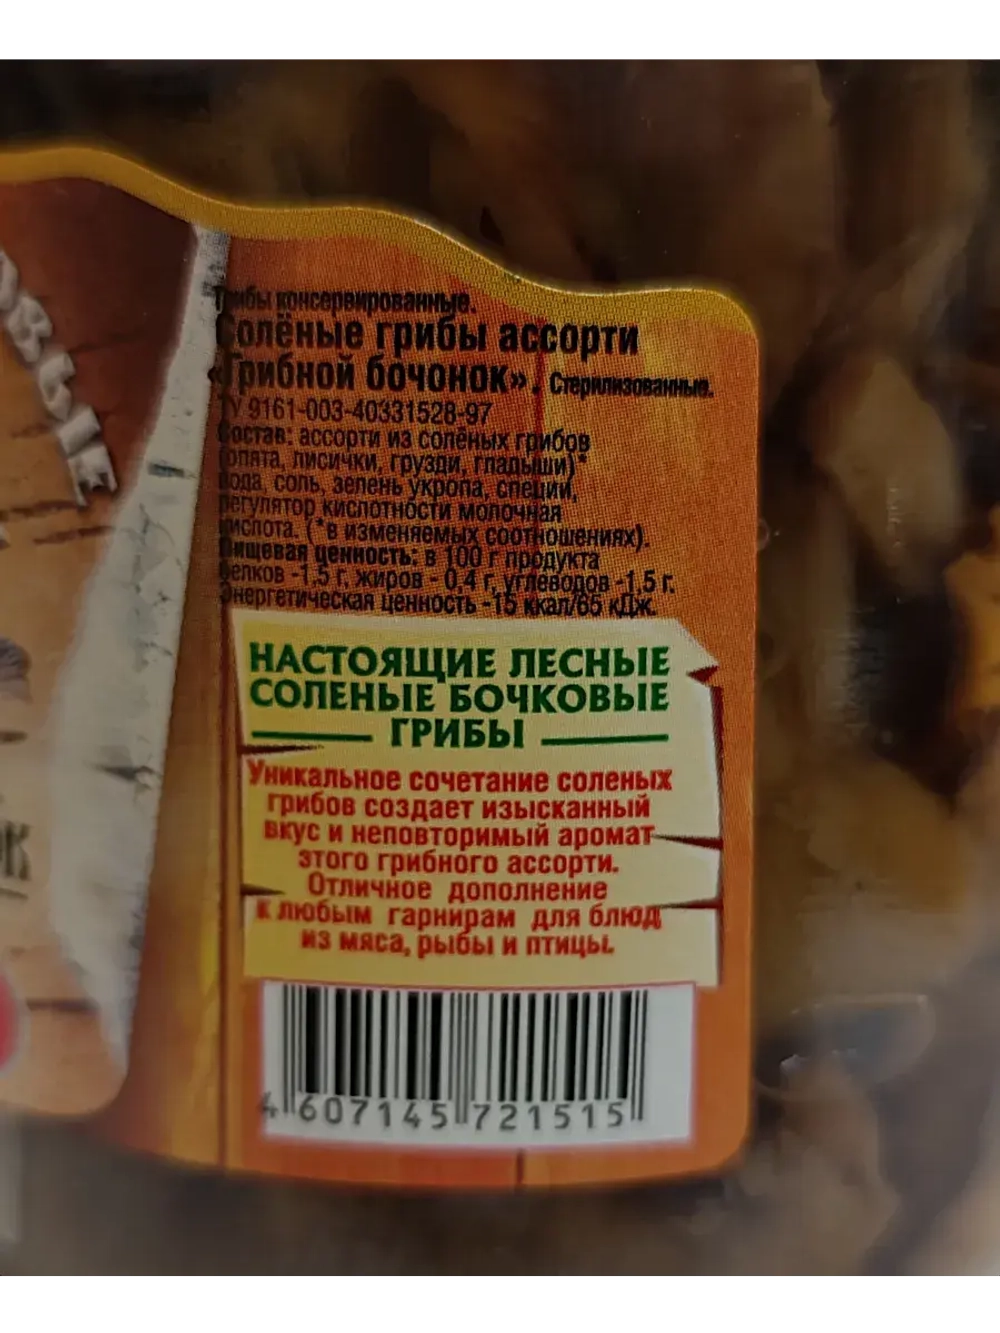 Грибы консервированные.
Солёные грибы ассорти
«Грибной бочонок». Стерилизованные.
ТУ 9161-003-40331528-97
Состав: ассорти из солёных грибов
(опята, лисички, грузди, гладыши)*
вода, соль, зелень укропа, специи,
регулятор кислотности молочная
кислота. (*в изменяемых соотношениях).
Пищевая ценность: в 100 г продукта
белков -1,5 г, жиров - 0,4 г, углеводов -1,5 г.
Энергетическая ценность -15 ккал/65 кДж.
НАСТОЯЩИЕ ЛЕСНЫЕ
СОЛЕНЫЕ БОЧКОВЫЕ
ГРИБЫ
Уникальное сочетание соленых
грибов создает изысканный
вкус и неповторимый аромат
этого грибного ассорти.
Отличное дополнение
к любым гарнирам для блюд
из мяса, рыбы и птицы.
4 607145 721515